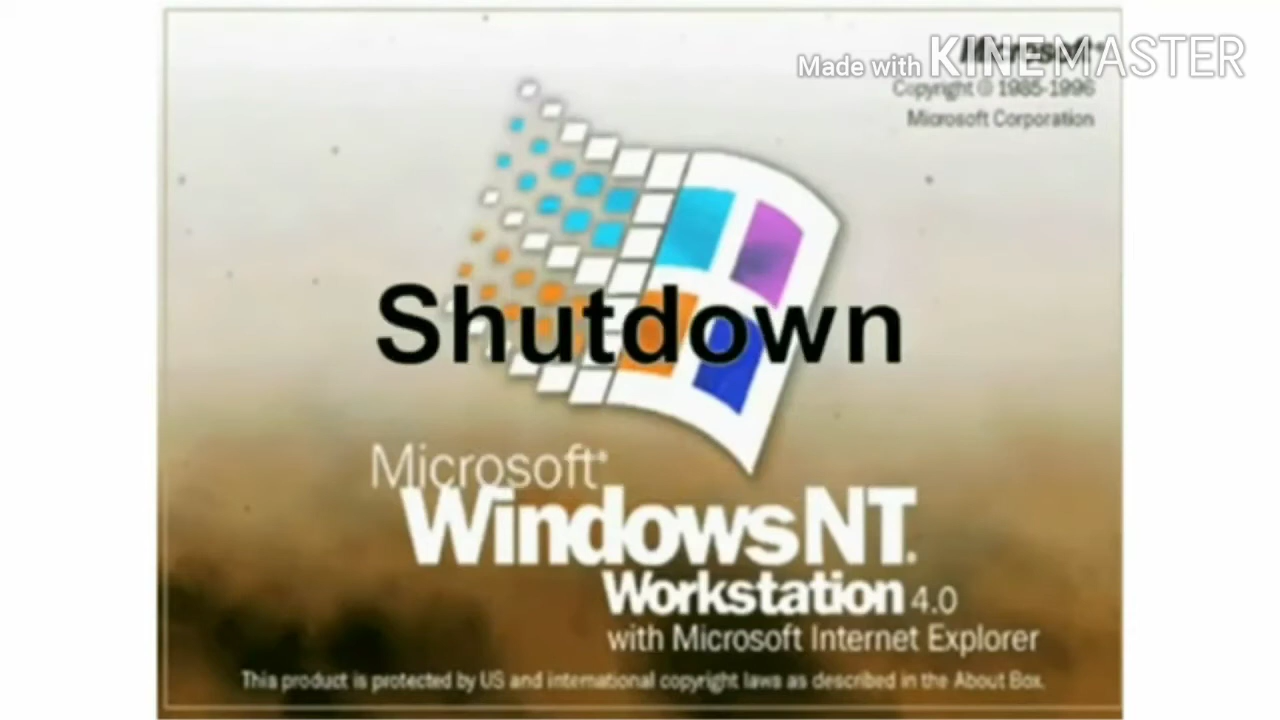 Made with KINEMASTER
Microsoft®
Copyright © 1985-1996
Microsoft Corporation
Shutdown
Microsoft®
Windows NT®
Workstation 4.0
with Microsoft Internet Explorer
This product is protected by US and international copyright laws as described in the About Box.